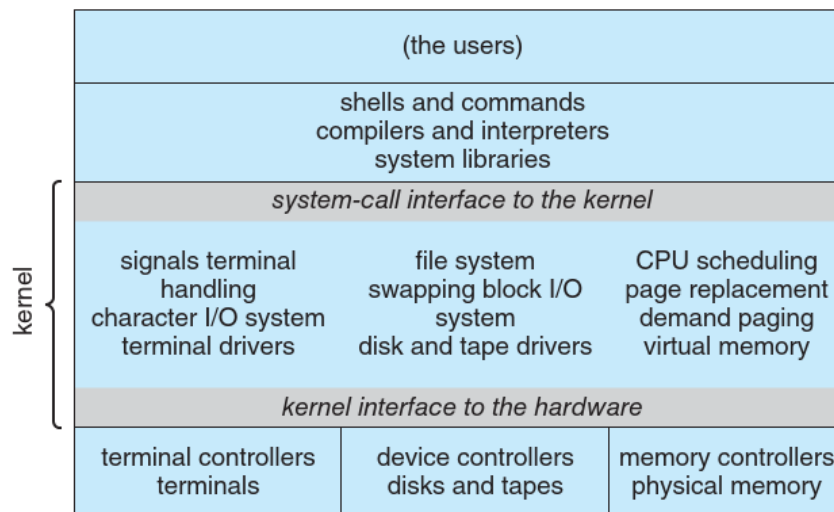 (the users)
shells and commands
compilers and interpreters
system libraries
system-call interface to the kernel
kernel
signals terminal
handling
character I/O system
terminal drivers
file system
swapping block I/O
system
disk and tape drivers
CPU scheduling
page replacement
demand paging
virtual memory
kernel interface to the hardware
terminal controllers
terminals
device controllers
disks and tapes
memory controllers
physical memory